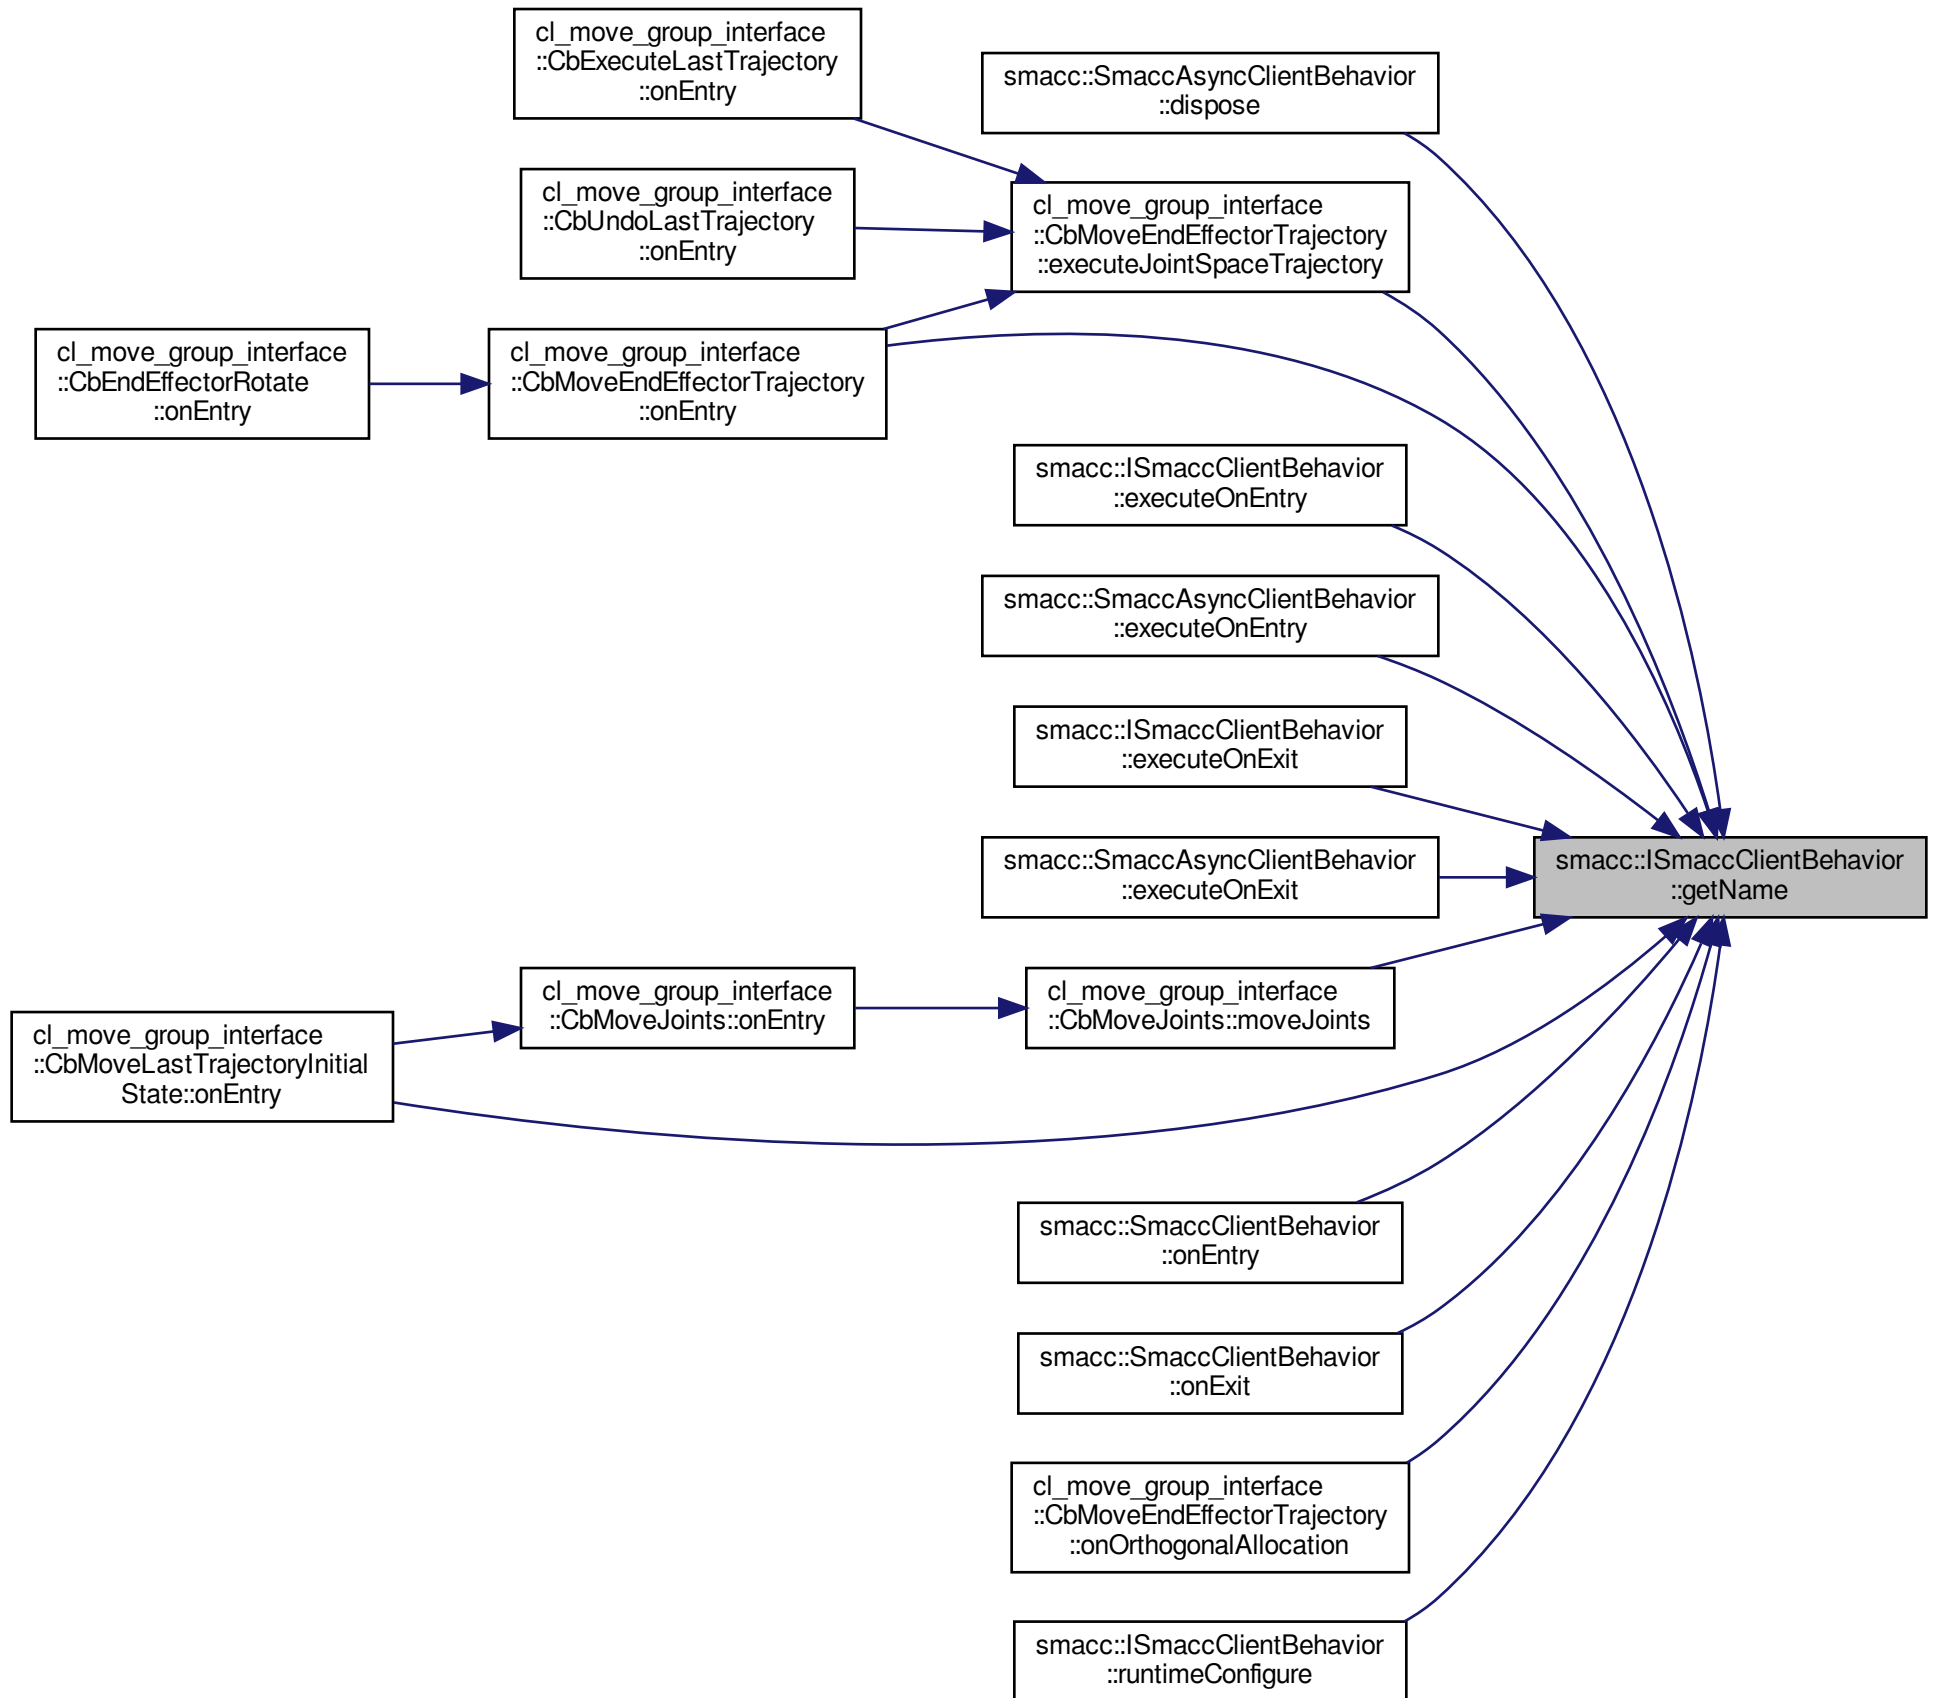 cl_move_group_interface
::CbExecuteLastTrajectory
::onEntry
smacc::SmaccAsyncClientBehavior
::dispose
cl_move_group_interface
::CbUndoLastTrajectory
::onEntry
cl_move_group_interface
::CbMoveEndEffectorTrajectory
::executeJointSpaceTrajectory
cl_move_group_interface
::CbEndEffectorRotate
::onEntry
cl_move_group_interface
::CbMoveEndEffectorTrajectory
::onEntry
smacc::ISmaccClientBehavior
::executeOnEntry
smacc::SmaccAsyncClientBehavior
::executeOnEntry
smacc::ISmaccClientBehavior
::executeOnExit
smacc::SmaccAsyncClientBehavior
::executeOnExit
smacc::ISmaccClientBehavior
::getName
cl_move_group_interface
::CbMoveLastTrajectoryInitial
State::onEntry
cl_move_group_interface
::CbMoveJoints::onEntry
cl_move_group_interface
::CbMoveJoints::moveJoints
smacc::SmaccClientBehavior
::onEntry
smacc::SmaccClientBehavior
::onExit
cl_move_group_interface
::CbMoveEndEffectorTrajectory
::onOrthogonalAllocation
smacc::ISmaccClientBehavior
::runtimeConfigure